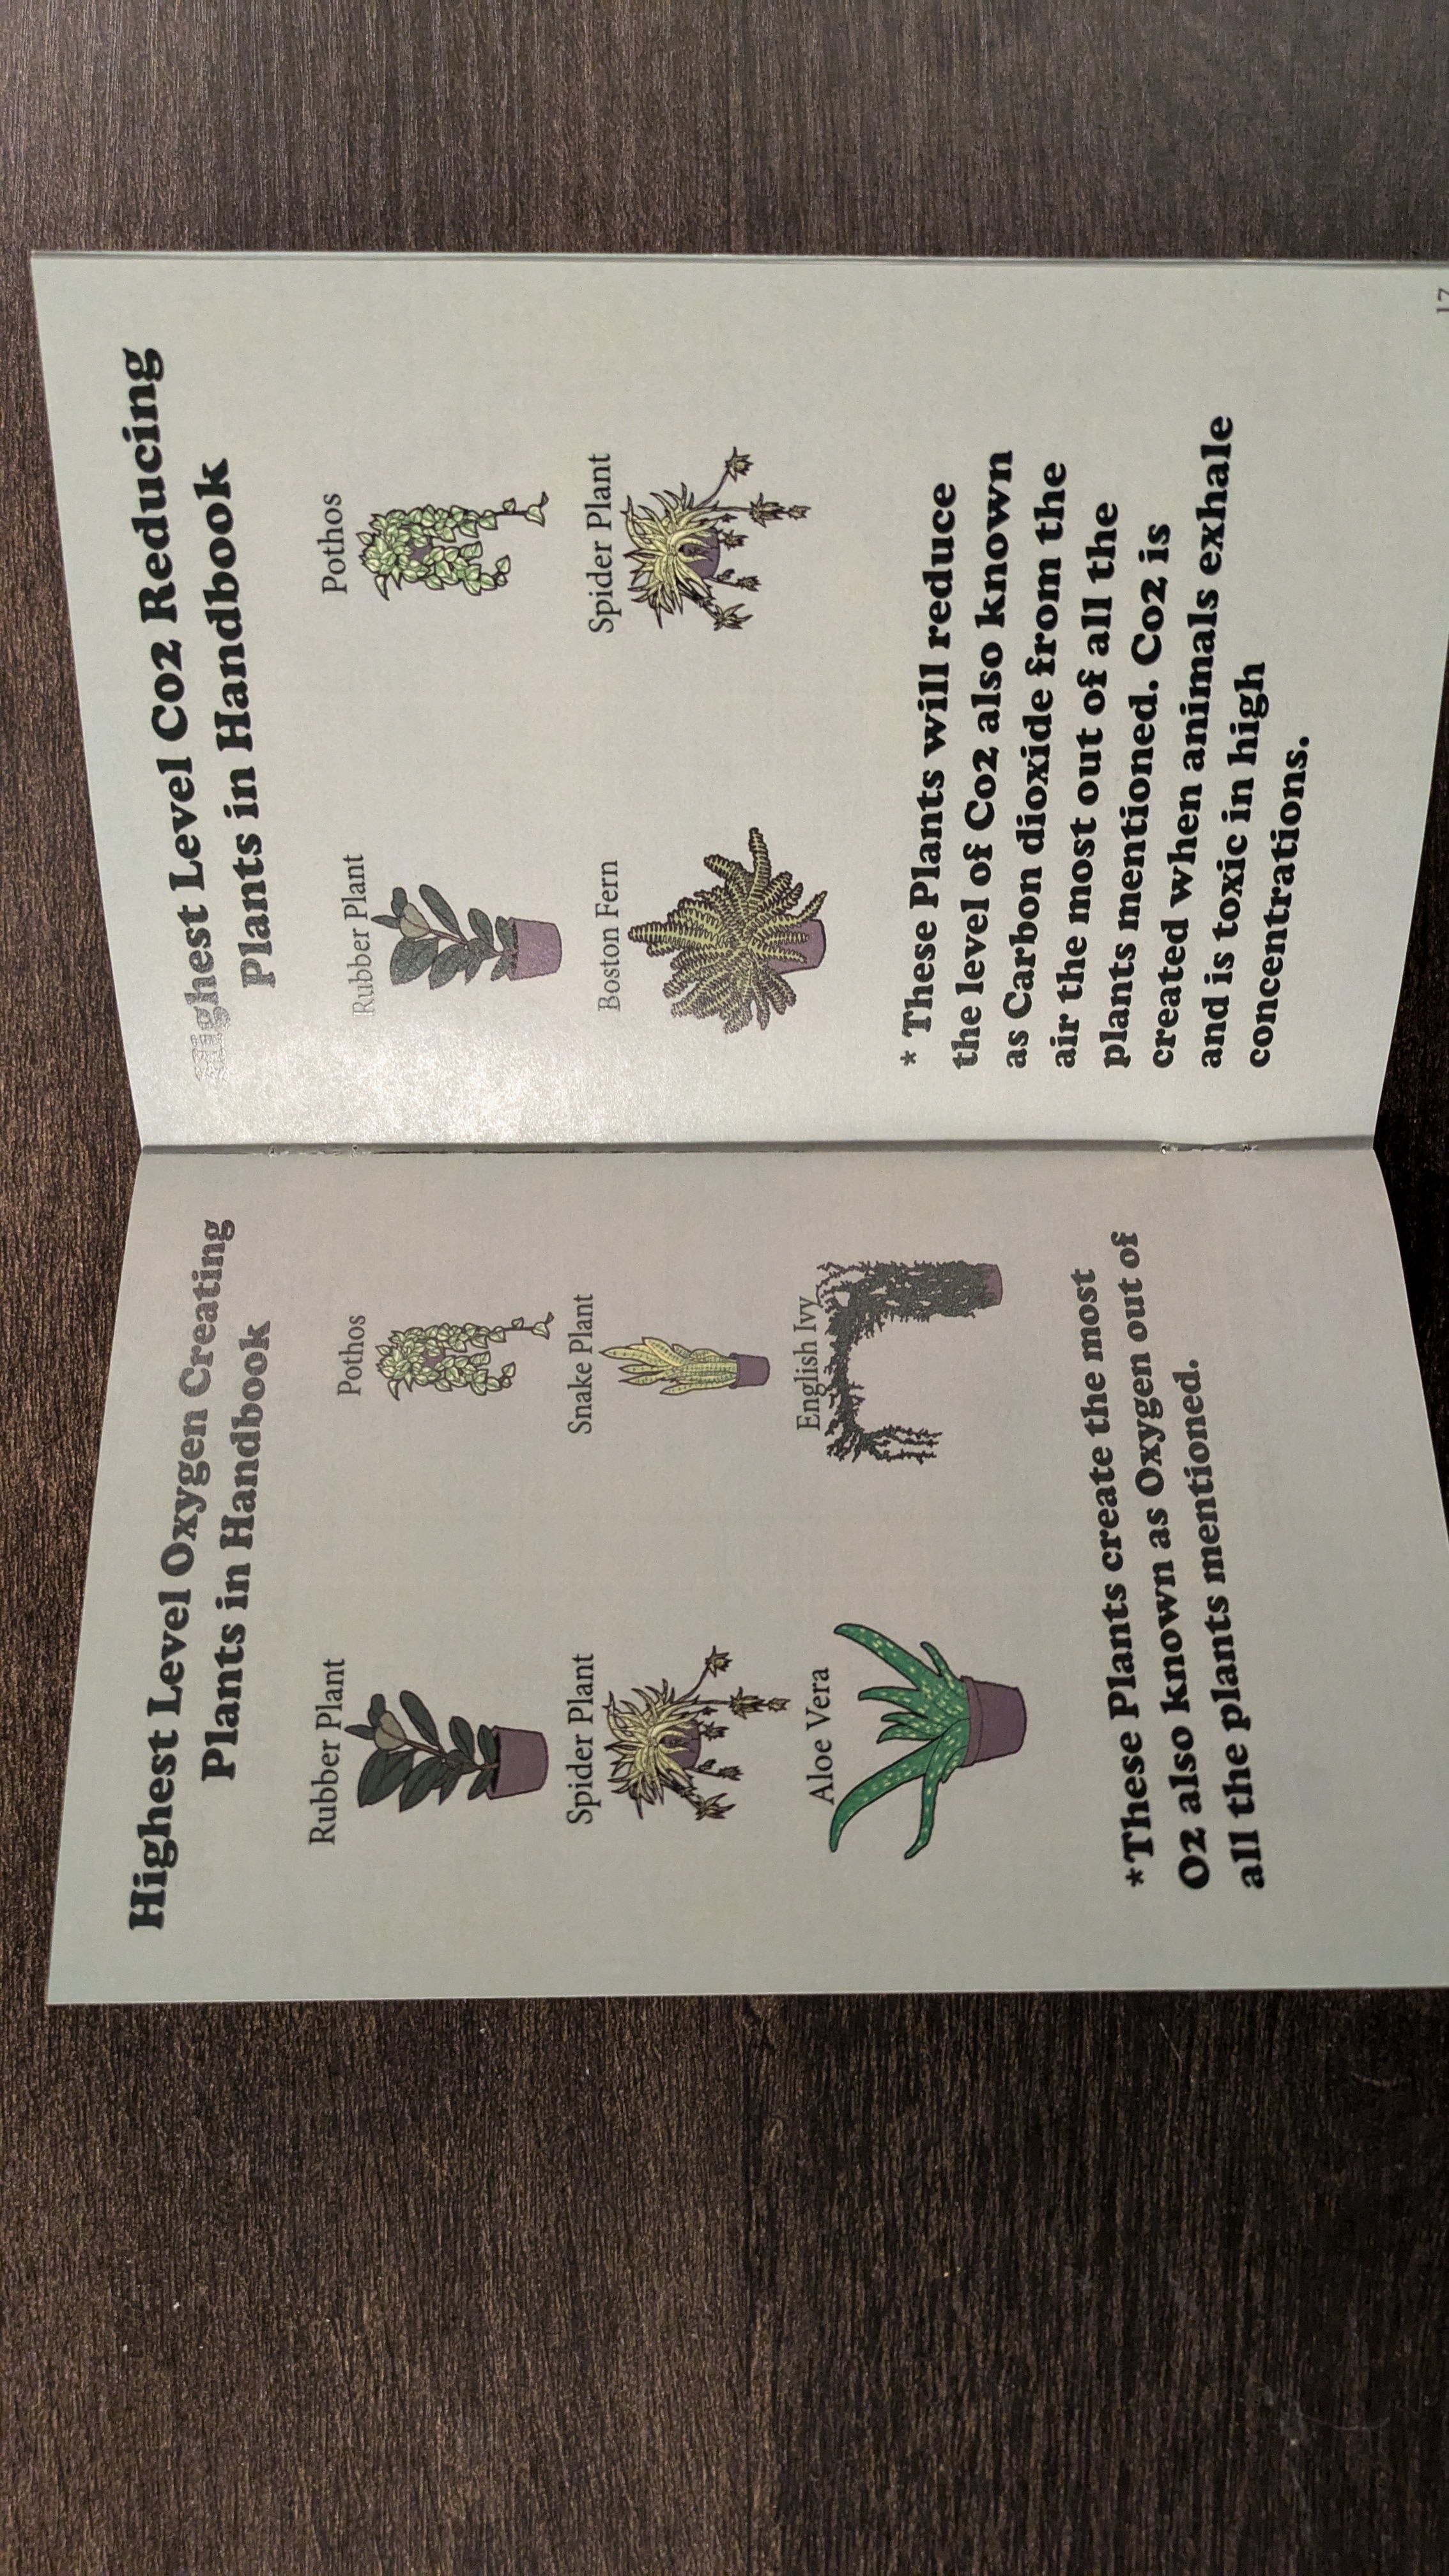 Highest Level Oxygen Creating
Plants in Handbook
Rubber Plant
Pothos
Spider Plant
Snake Plant
Aloe Vera
English Ivy
*These Plants create the most
O2 also known as Oxygen out of
all the plants mentioned.
Highest Level Co2 Reducing
Plants in Handbook
Rubber Plant
Pothos
Boston Fern
Spider Plant
* These Plants will reduce
the level of Co2 also known
as Carbon dioxide from the
air the most out of all the
plants mentioned. Co2 is
created when animals exhale
and is toxic in high
concentrations.
17